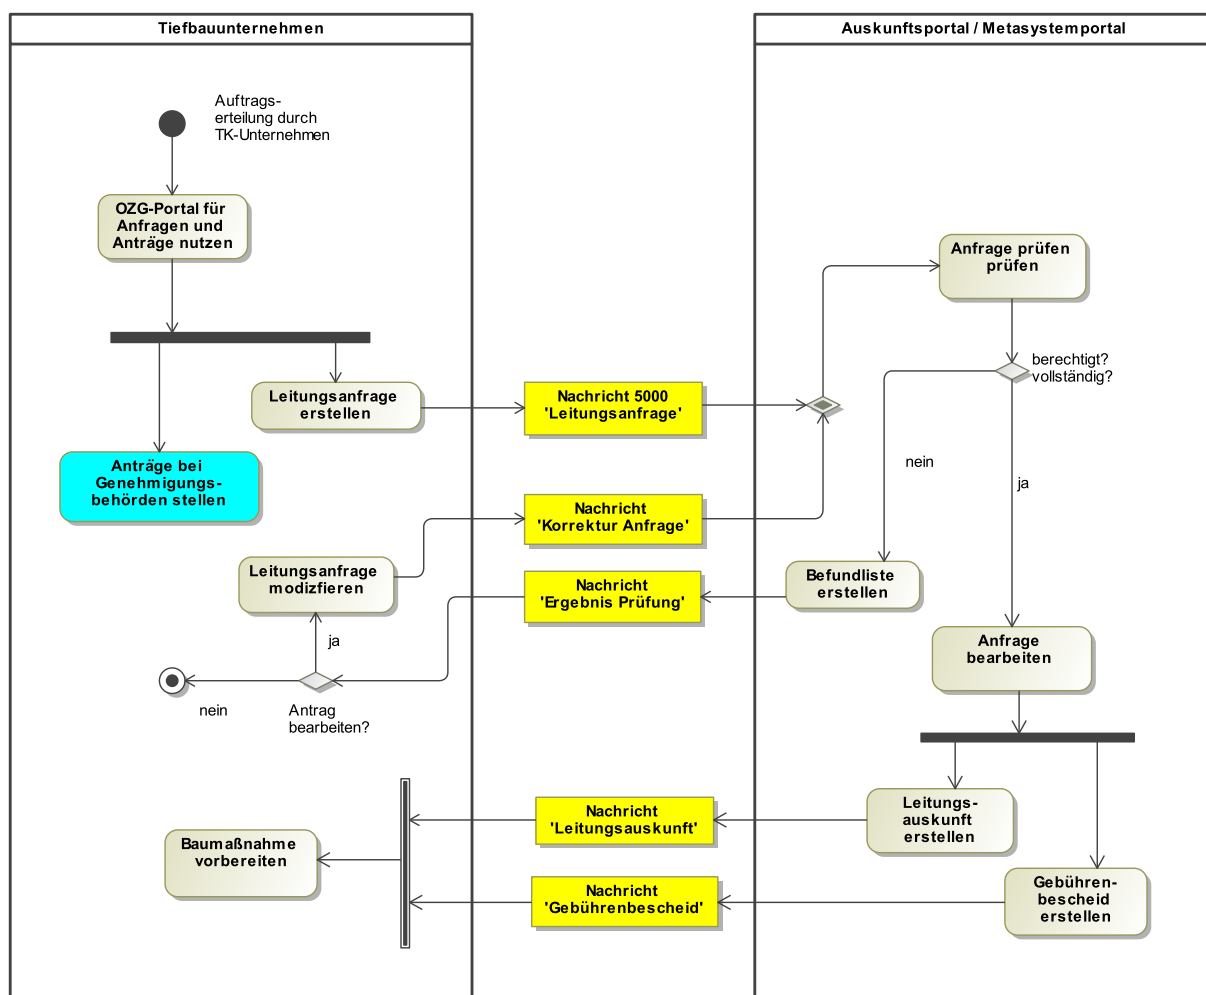 Tiefbauunternehmen
Auskunftsportal / Metasystemportal
Auftrags-
erteilung durch
TK-Unternehmen
OZG-Portal für
Anfragen und
Anträge nutzen
Anfrage prüfen
prüfen
berechtigt?
vollständig?
Leitungsanfrage
erstellen
Nachricht 5000
'Leitungsanfrage'
Anträge bei
Genehmigungs-
behörden stellen
nein
ja
Nachricht
'Korrektur Anfrage'
Leitungsanfrage
modizfieren
Nachricht
'Ergebnis Prüfung'
Befundliste
erstellen
ja
Anfrage
bearbeiten
nein
Antrag
bearbeiten?
Nachricht
'Leitungsauskunft'
Leitungs-
auskunft
erstellen
Baumaßnahme
vorbereiten
Nachricht
'Gebührenbescheid'
Gebühren-
bescheid
erstellen